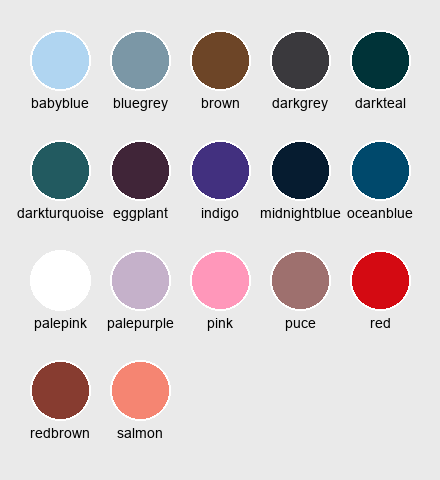 babyblue bluegrey brown darkgrey darkteal
darkturquoise eggplant indigo midnightblue oceanblue
palepink palepurple pink puce red
redbrown salmon